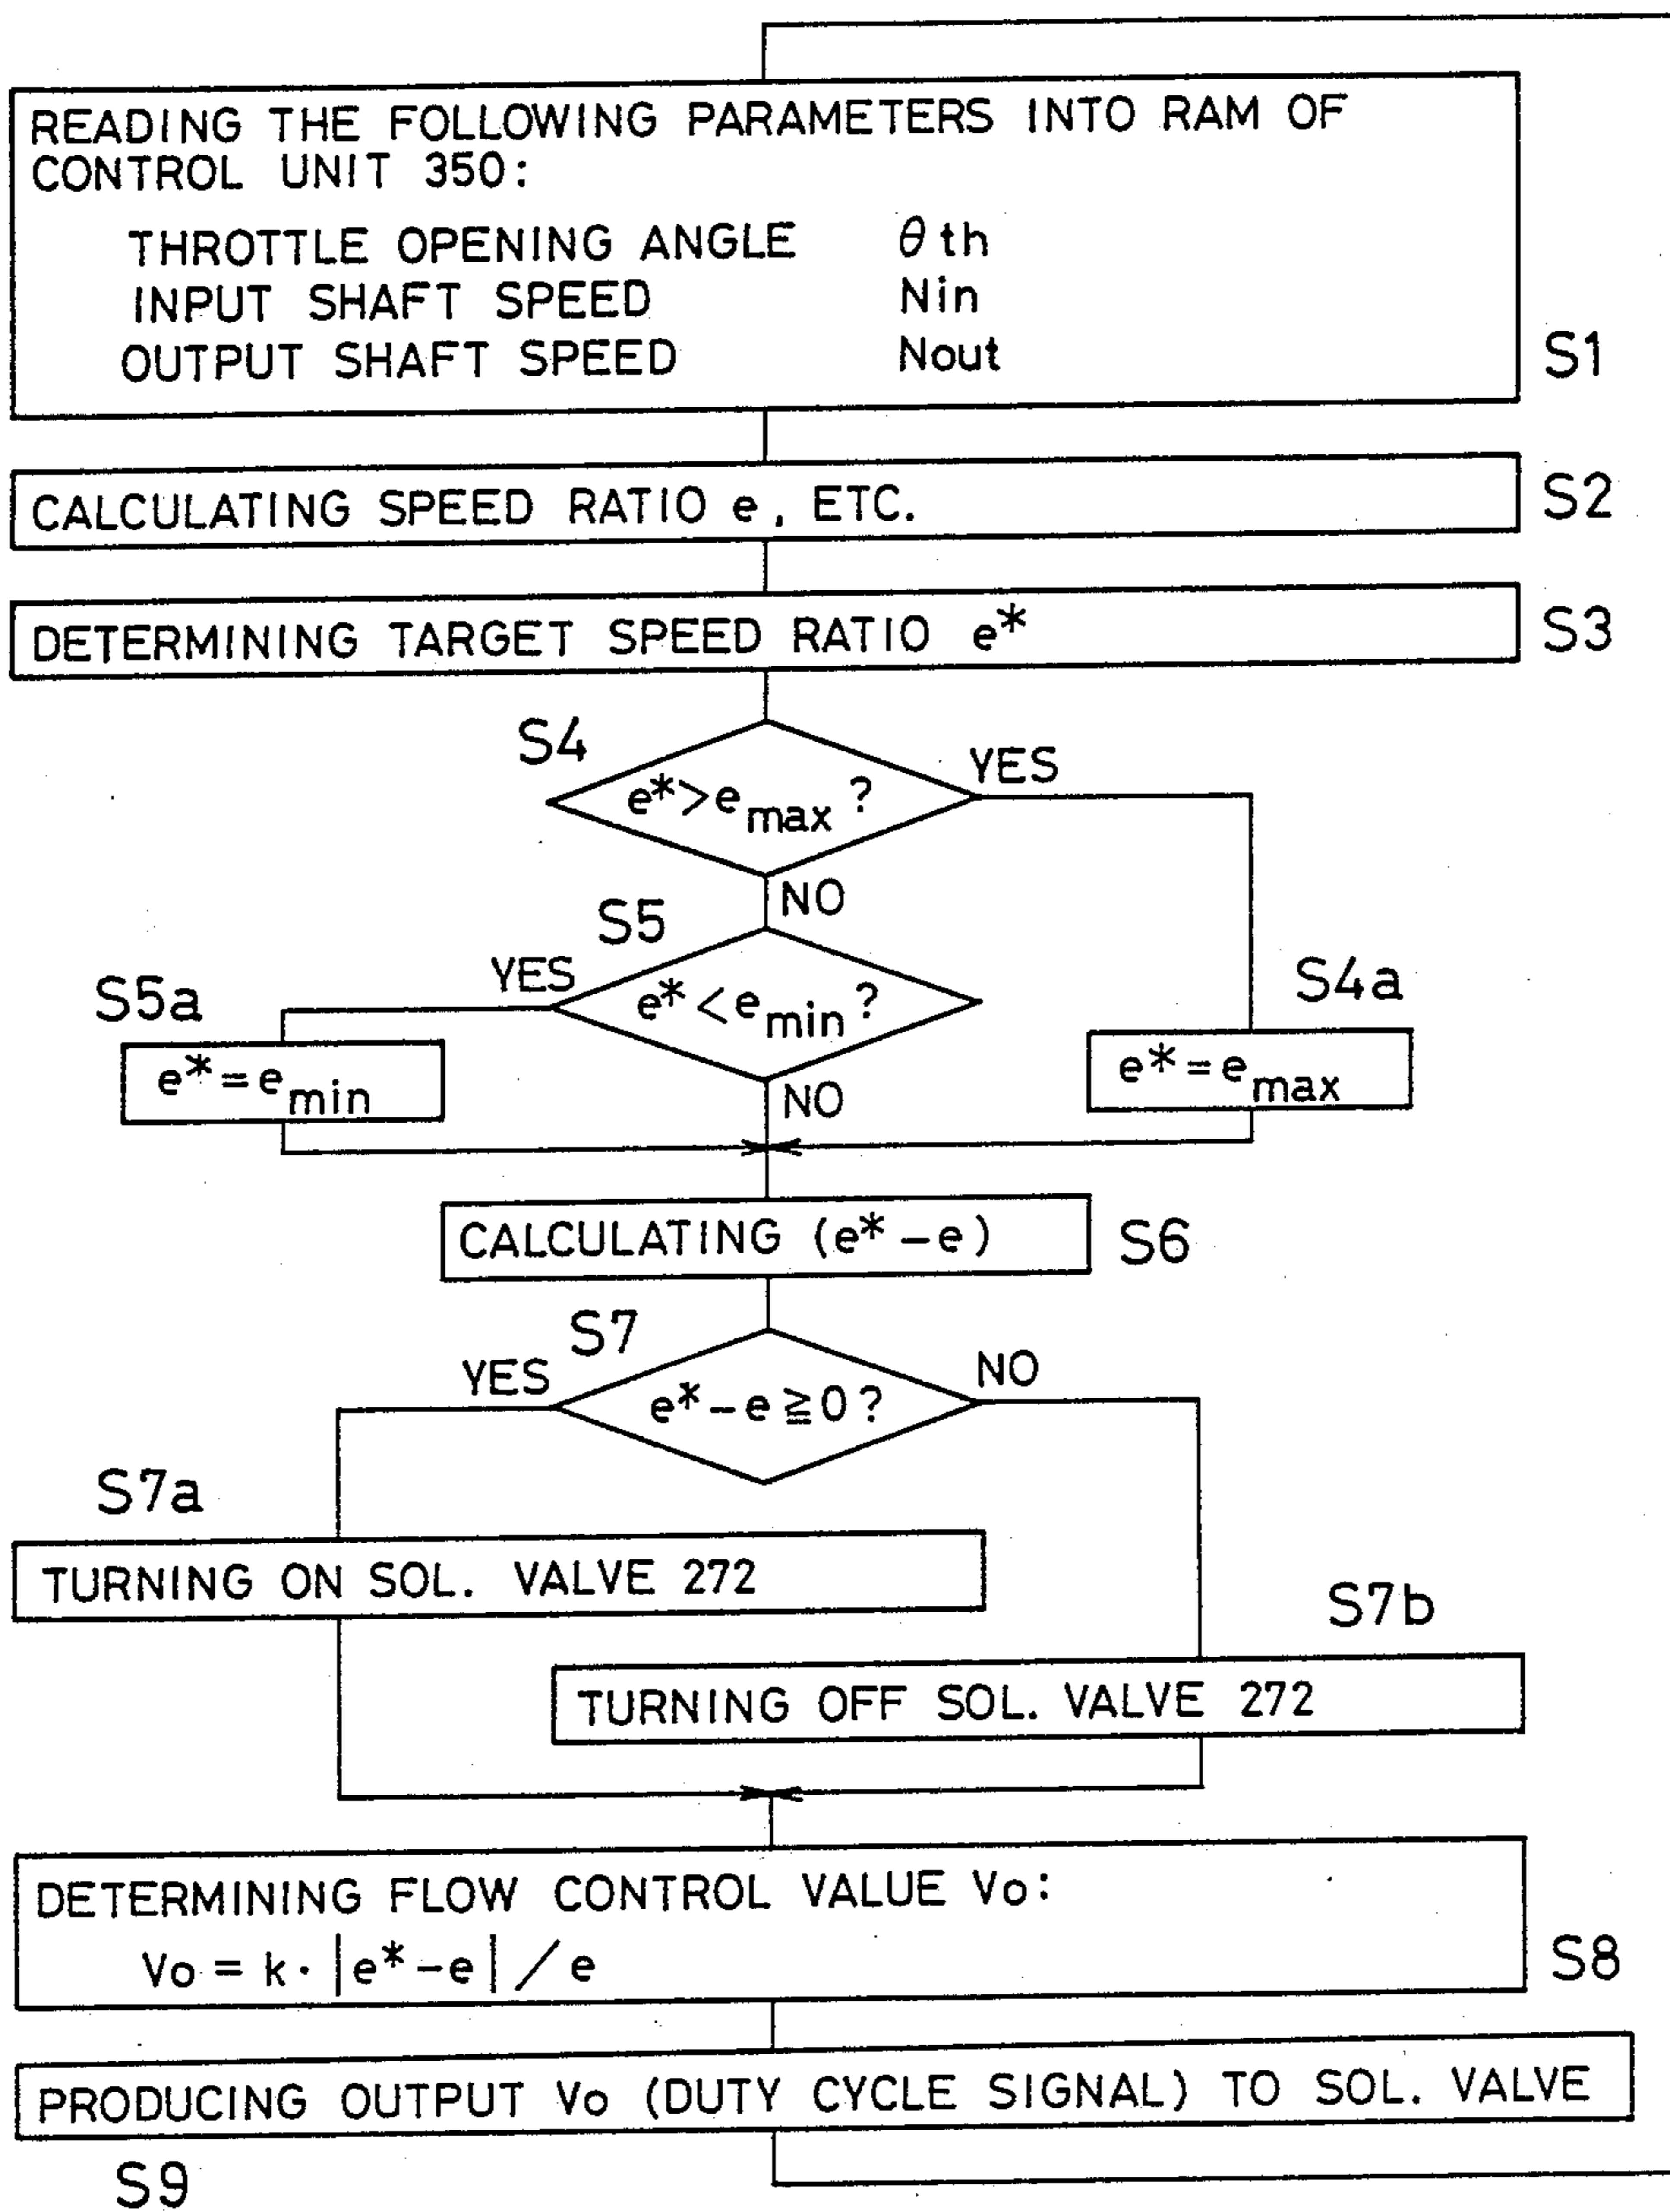 READING THE FOLLOWING PARAMETERS INTO RAM OF
CONTROL UNIT 350:
THROTTLE OPENING ANGLE θth
INPUT SHAFT SPEED Nin
OUTPUT SHAFT SPEED Nout
S1
CALCULATING SPEED RATIO e, ETC.
S2
DETERMINING TARGET SPEED RATIO e*
S3
S4
e*>emax?
YES
NO
S5
YES
e*<emin?
S5a
S4a
e*=emin
e*=emax
NO
CALCULATING (e*-e)
S6
S7
YES
e*-e≧0?
NO
S7a
TURNING ON SOL. VALVE 272
S7b
TURNING OFF SOL. VALVE 272
DETERMINING FLOW CONTROL VALUE Vo:
Vo = k·|e*-e|/e
S8
PRODUCING OUTPUT Vo (DUTY CYCLE SIGNAL) TO SOL. VALVE
S9